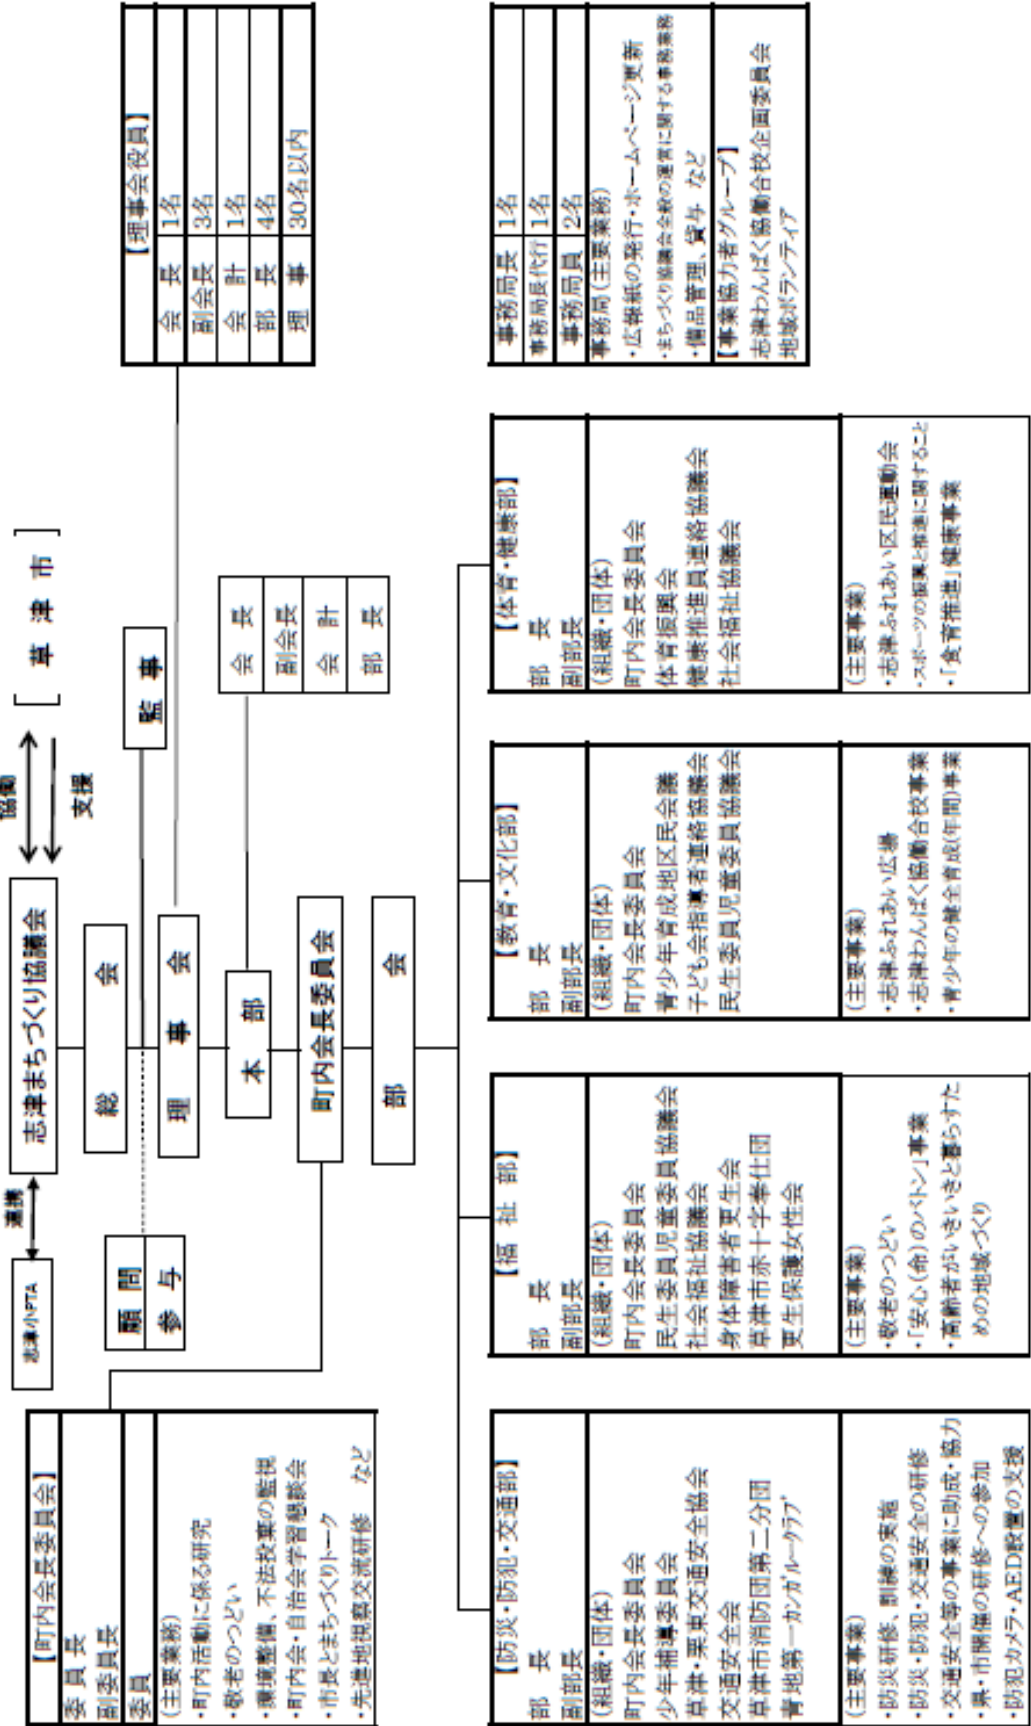 協働
支援
[ 草 津 市 ]
志津小PTA
連携
志津まちづくり協議会
総 会
監 事
顧 問
参 与
理 事 会
【理事会役員】
会 長 1名
副会長 3名
会 計 1名
部 長 4名
理 事 30名以内
本 部
会 長
副会長
会 計
部 長
町内会長委員会
部 会
【町内会長委員会】
委員長
副委員長
委員
(主要業務)
・町内活動に係る研究
・敬老のつどい
・環境整備、不法投棄の監視
・町内会・自治会学習懇談会
・市長とまちづくりトーク
・先進地視察交流研修 など
【防災・防犯・交通部】
部 長
副部長
(組織・団体)
町内会長委員会
少年補導委員会
草津・栗東交通安全協会
交通安全会
草津市消防団第二分団
青地第一カンガルークラブ
(主要事業)
・防災研修、訓練の実施
・防災・防犯・交通安全の研修
・交通安全等の事業に助成・協力
・県・市開催の研修への参加
・防犯カメラ・AED設置の支援
【福 祉 部】
部 長
副部長
(組織・団体)
町内会長委員会
民生委員児童委員協議会
社会福祉協議会
身体障害者更生会
草津市赤十字奉仕団
更生保護女性会
(主要事業)
・敬老のつどい
・「安心(命)のバトン」事業
・高齢者がいきいきと暮らすた
めの地域づくり
【教育・文化部】
部 長
副部長
(組織・団体)
町内会長委員会
青少年育成地区民会議
子ども会指導者連絡協議会
民生委員児童委員協議会
(主要事業)
・志津ふれあい広場
・志津わんぱく協働合校事業
・青少年の健全育成(年間)事業
【体育・健康部】
部 長
副部長
(組織・団体)
町内会長委員会
体育振興会
健康推進員連絡協議会
社会福祉協議会
(主要事業)
・志津ふれあい区民運動会
・スポーツの振興と推進に関すること
・「食育推進」健康事業
事務局長 1名
事務局長代行 1名
事務局員 2名
事務局(主要業務)
・広報紙の発行・ホームページ更新
・まちづくり協議会全般の運営に関する事務業務
・備品管理、貸与 など
【事業協力者グループ】
志津わんぱく協働合校企画委員会
地域ボランティア